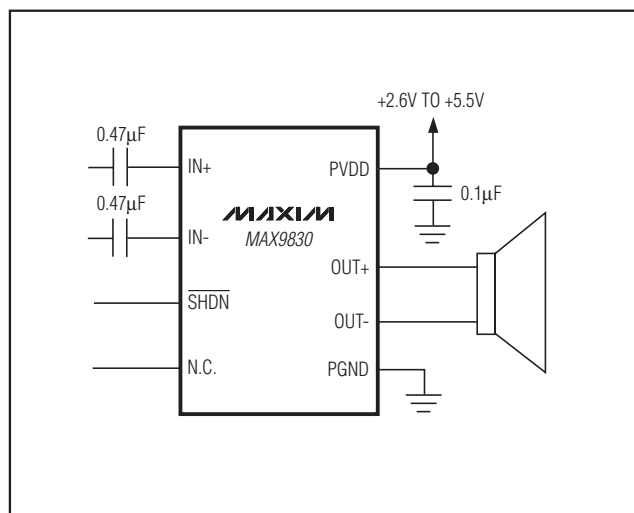 +2.6V TO +5.5V
0.47µF
IN+
PVDD
0.1µF
0.47µF
MAXIM
IN-
MAX9830
OUT+
SHDN
OUT-
N.C.
PGND